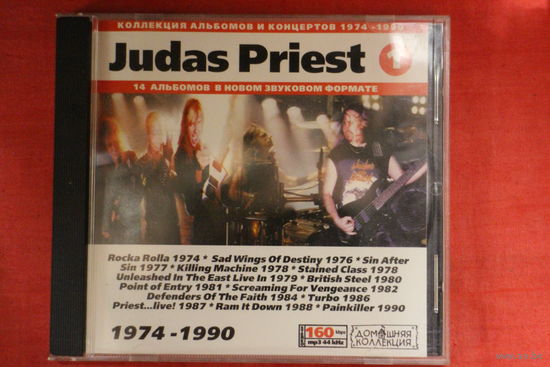 КОЛЛЕКЦИЯ АЛЬБОМОВ И КОНЦЕРТОВ 1974 -1990
Judas Priest 1
14 АЛЬБОМОВ В НОВОМ ЗВУКОВОМ ФОРМАТЕ
Rocka Rolla 1974 * Sad Wings Of Destiny 1976 * Sin After
Sin 1977 * Killing Machine 1978 * Stained Class 1978
Unleashed In The East Live in 1979 * British Steel 1980
Point of Entry 1981 * Screaming For Vengeance 1982
Defenders Of The Faith 1984 * Turbo 1986
Priest...live! 1987 * Ram It Down 1988 * Painkiller 1990
1974 -1990
160 kbps
mp3 44 kHz
ДОМАШНЯЯ
КОЛЛЕКЦИЯ